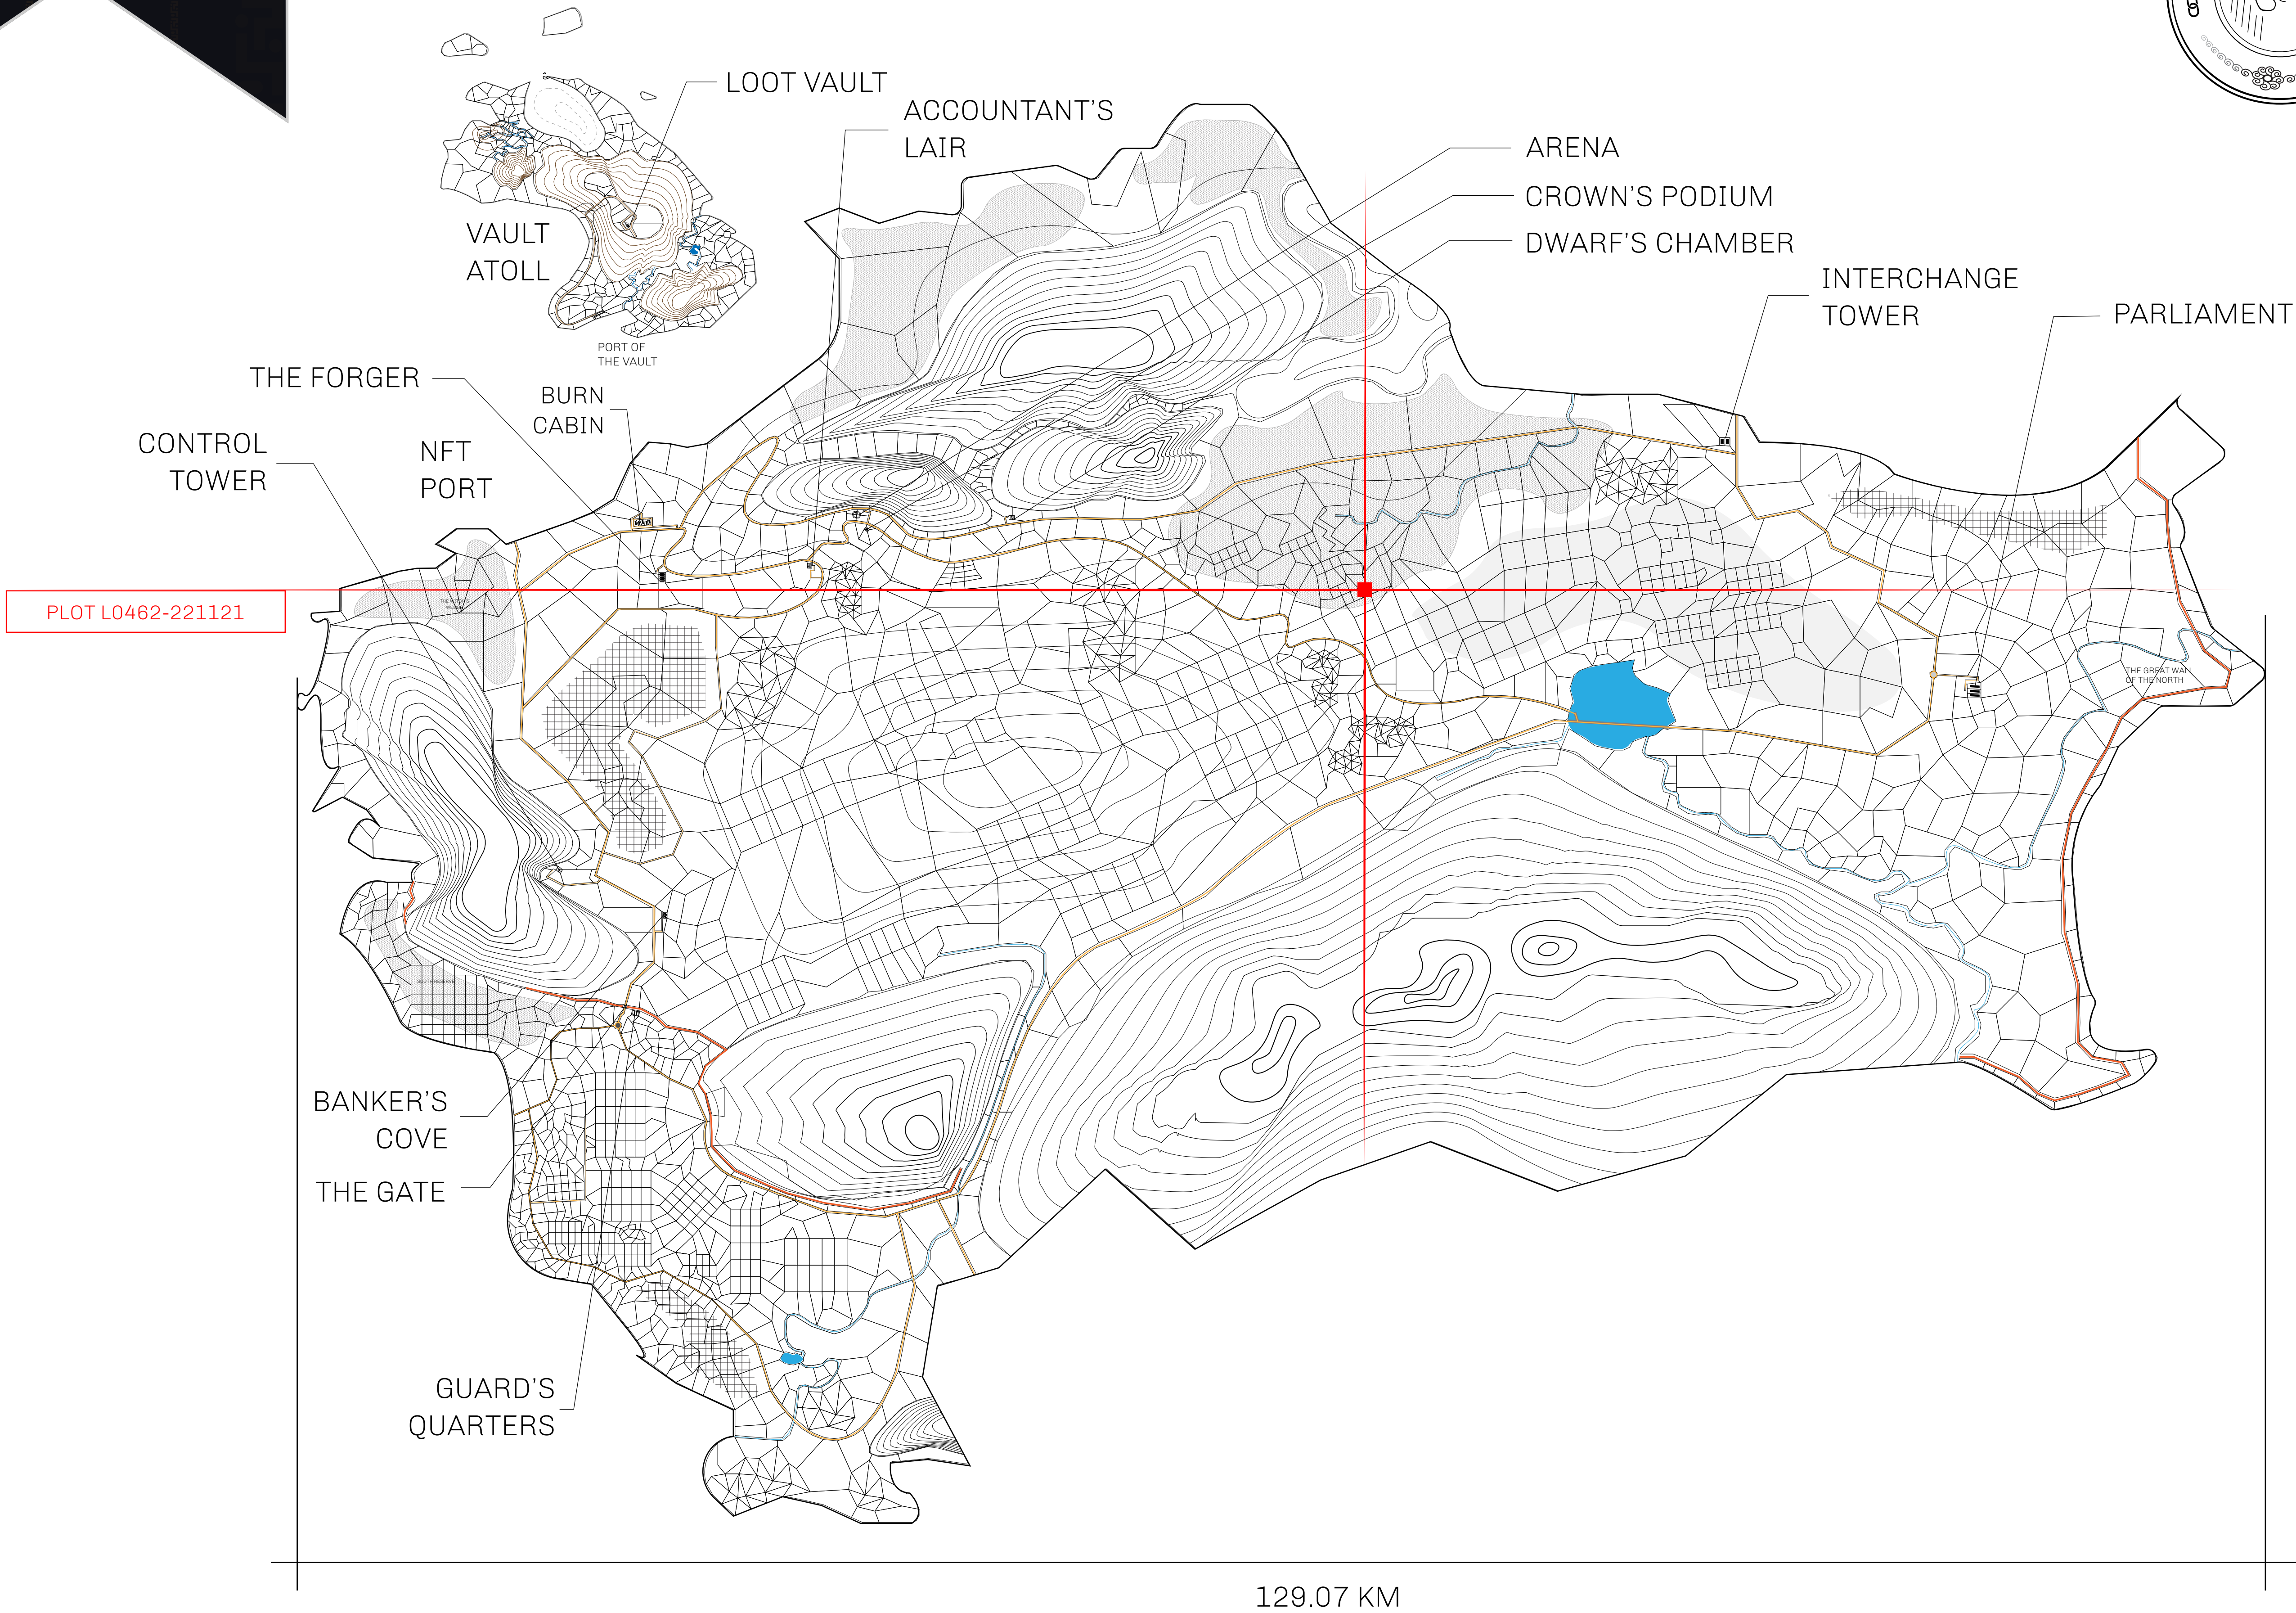 LOOT VAULT
ACCOUNTANT'S
LAIR
ARENA
CROWN'S PODIUM
DWARF'S CHAMBER
INTERCHANGE
TOWER
PARLIAMENT
VAULT
ATOLL
PORT OF
THE VAULT
THE FORGER
BURN
CABIN
CONTROL
TOWER
NFT
PORT
PLOT L0462-221121
THE GREAT WALL
OF THE NORTH
SOUTH RESERVE
BANKER'S
COVE
THE GATE
GUARD'S
QUARTERS
129.07 KM